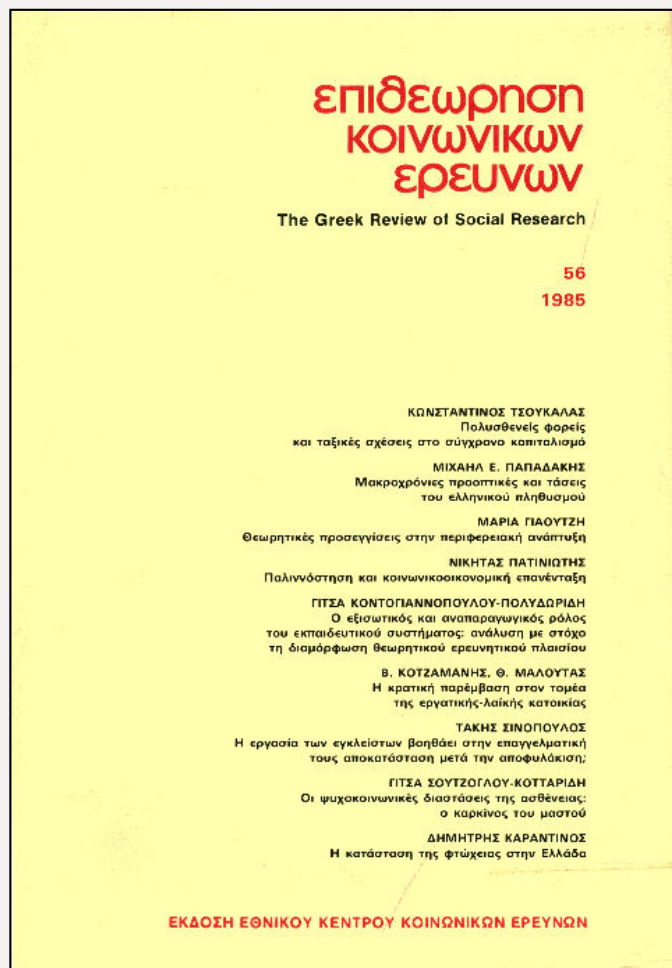 επιθεωρηση
κοινωνικων
ερευνων
The Greek Review of Social Research
56
1985
ΚΩΝΣΤΑΝΤΙΝΟΣ ΤΣΟΥΚΑΛΑΣ
Πολυσθενείς φορείς
και ταξικές σχέσεις στο σύγχρονο καπιταλισμό
ΜΙΧΑΗΛ Ε. ΠΑΠΑΔΑΚΗΣ
Μακροχρόνιες προοπτικές και τάσεις
του ελληνικού πληθυσμού
ΜΑΡΙΑ ΓΙΑΟΥΤΖΗ
Θεωρητικές προσεγγίσεις στην περιφερειακή ανάπτυξη
ΝΙΚΗΤΑΣ ΠΑΤΙΝΙΩΤΗΣ
Παλιννόστηση και κοινωνικοοικονομική επανένταξη
ΓΙΤΣΑ ΚΟΝΤΟΓΙΑΝΝΟΠΟΥΛΟΥ-ΠΟΛΥΔΩΡΙΔΗ
Ο εξισωτικός και αναπαραγωγικός ρόλος
του εκπαιδευτικού συστήματος: ανάλυση με στόχο
τη διαμόρφωση θεωρητικού ερευνητικού πλαισίου
Β. ΚΟΤΖΑΜΑΝΗΣ, Θ. ΜΑΛΟΥΤΑΣ
Η κρατική παρέμβαση στον τομέα
της εργατικής-λαϊκής κατοικίας
ΤΑΚΗΣ ΣΙΝΟΠΟΥΛΟΣ
Η εργασία των εγκλείστων βοηθάει στην επαγγελματική
τους αποκατάσταση μετά την αποφυλάκιση;
ΓΙΤΣΑ ΣΟΥΤΖΟΓΛΟΥ-ΚΟΤΤΑΡΙΔΗ
Οι ψυχοκοινωνικές διαστάσεις της ασθένειας:
ο καρκίνος του μαστού
ΔΗΜΗΤΡΗΣ ΚΑΡΑΝΤΙΝΟΣ
Η κατάσταση της φτώχειας στην Ελλάδα
ΕΚΔΟΣΗ ΕΘΝΙΚΟΥ ΚΕΝΤΡΟΥ ΚΟΙΝΩΝΙΚΩΝ ΕΡΕΥΝΩΝ